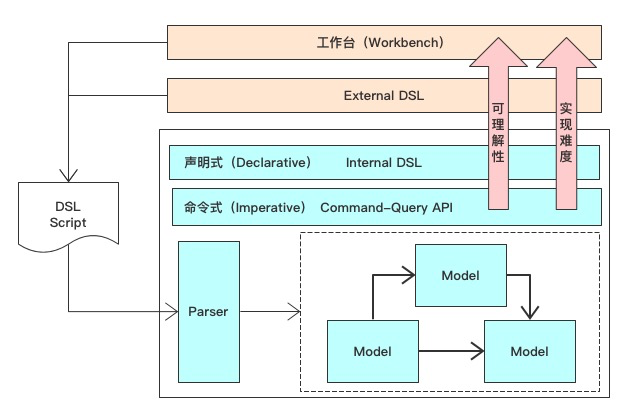 工作台（Workbench）
External DSL
可理解性
实现难度
声明式（Declarative） Internal DSL
命令式（Imperative） Command-Query API
DSL
Script
Parser
Model
Model
Model